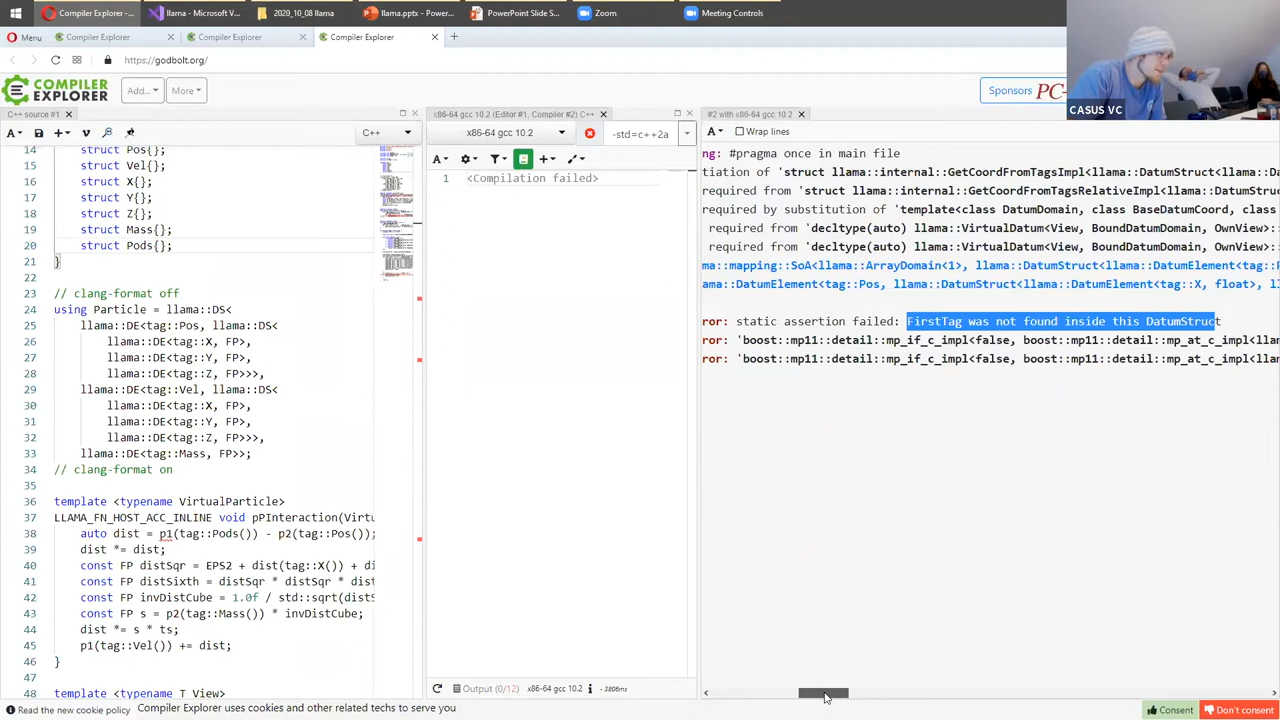 Compiler Explorer -...
llama - Microsoft V...
2020_10_08 llama
llama.pptx - Power...
PowerPoint Slide S...
Zoom
Meeting Controls
Menu
Compiler Explorer
Compiler Explorer
Compiler Explorer
https://godbolt.org/
COMPILER
EXPLORER
Add...
More
Sponsors
PC-
CASUS VC
C++ source #1
x86-64 gcc 10.2 (Editor #1, Compiler #2) C++
#2 with x86-64 gcc 10.2
A
C++
x86-64 gcc 10.2
-std=c++2a
A
Wrap lines
A
1 <Compilation failed>
14 struct Pos{};
15 struct Vel{};
16 struct X{};
17 struct Y{};
18 struct Z{};
19 struct Mass{};
20 struct Pods{};
21 }
22
23 // clang-format off
24 using Particle = llama::DS<
25 llama::DE<tag::Pos, llama::DS<
26 llama::DE<tag::X, FP>,
27 llama::DE<tag::Y, FP>,
28 llama::DE<tag::Z, FP>>>,
29 llama::DE<tag::Vel, llama::DS<
30 llama::DE<tag::X, FP>,
31 llama::DE<tag::Y, FP>,
32 llama::DE<tag::Z, FP>>>,
33 llama::DE<tag::Mass, FP>>;
34 // clang-format on
35
36 template <typename VirtualParticle>
37 LLAMA_FN_HOST_ACC_INLINE void pPInteraction(Virtu
38 auto dist = p1(tag::Pods()) - p2(tag::Pos());
39 dist *= dist;
40 const FP distSqr = EPS2 + dist(tag::X()) + di
41 const FP distSixth = distSqr * distSqr * dist
42 const FP invDistCube = 1.0f / std::sqrt(distS
43 const FP s = p2(tag::Mass()) * invDistCube;
44 dist *= s * ts;
45 p1(tag::Vel()) += dist;
46 }
47
48 template <typename T_View>
ng: #pragma once in main file
tiation of 'struct llama::internal::GetCoordFromTagsImpl<llama::DatumStruct<llama::D
required from 'struct llama::internal::GetCoordFromTagsRelativeImpl<llama::DatumStru
required by substitution of 'template<class DatumDomain, class BaseDatumCoord, clas
required from 'decltype(auto) llama::VirtualDatum<View, BoundDatumDomain, OwnView>::
required from 'decltype(auto) llama::VirtualDatum<View, BoundDatumDomain, OwnView>::
ma::mapping::SoA<llama::ArrayDomain<1>, llama::DatumStruct<llama::DatumElement<tag::P
ma::DatumElement<tag::Pos, llama::DatumStruct<llama::DatumElement<tag::X, float>, ll
ror: static assertion failed: FirstTag was not found inside this DatumStruct
ror: 'boost::mp11::detail::mp_if_c_impl<false, boost::mp11::detail::mp_at_c_impl<lla
ror: 'boost::mp11::detail::mp_if_c_impl<false, boost::mp11::detail::mp_at_c_impl<lla
Output (0/12)
x86-64 gcc 10.2
- 3806ms
Read the new cookie policy
Compiler Explorer uses cookies and other related techs to serve you
Consent
Don't consent